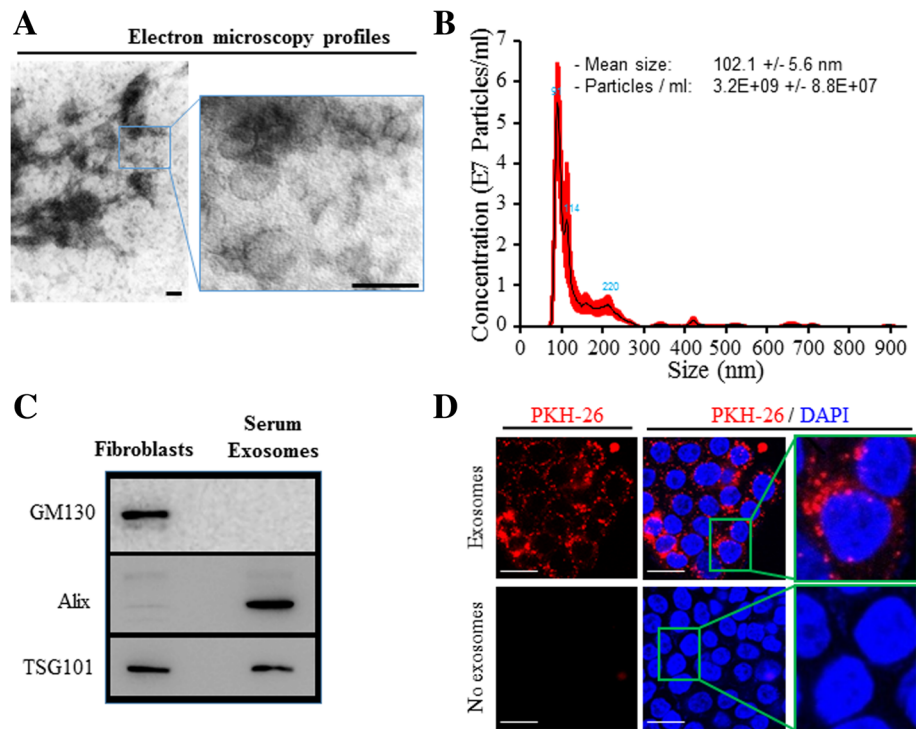 A
Electron microscopy profiles
B
Concentration (E7 Particles/ml)
7
6
5
4
3
2
1
0
- Mean size: 102.1 +/- 5.6 nm
- Particles / ml: 3.2E+09 +/- 8.8E+07
220
0 100 200 300 400 500 600 700 800 900
Size (nm)
C
Fibroblasts
Serum
Exosomes
GM130
Alix
TSG101
D
PKH-26
PKH-26 / DAPI
Exosomes
No exosomes